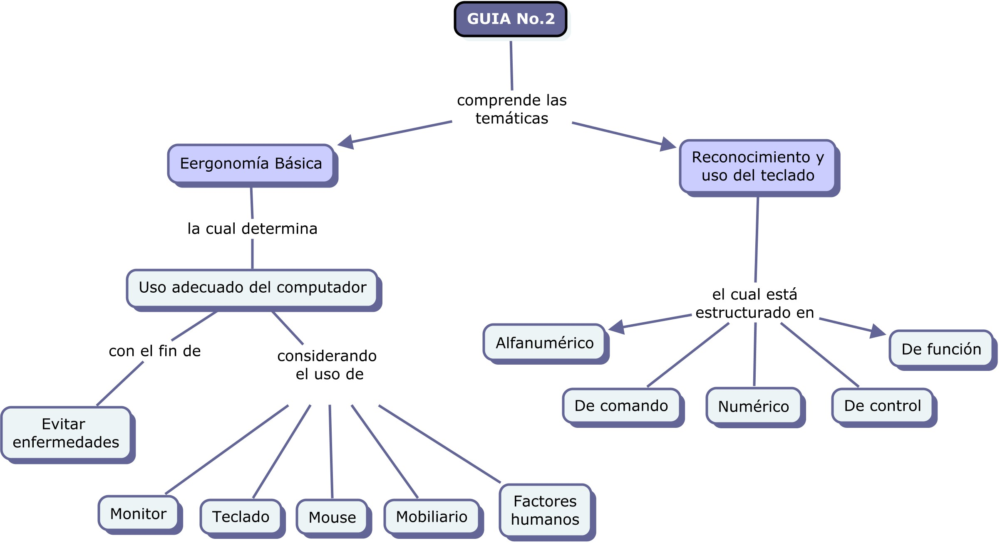 GUIA No.2
comprende las
temáticas
Eergonomía Básica
Reconocimiento y
uso del teclado
la cual determina
Uso adecuado del computador
el cual está
estructurado en
Alfanumérico
De función
con el fin de
considerando
el uso de
De comando
Numérico
De control
Evitar
enfermedades
Monitor
Teclado
Mouse
Mobiliario
Factores
humanos